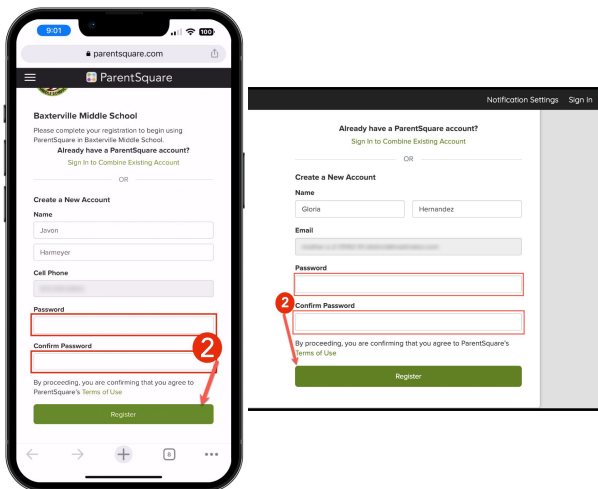 9:01
100
parentsquare.com
ParentSquare
Baxterville Middle School
Please complete your registration to begin using
ParentSquare in Baxterville Middle School.
Already have a ParentSquare account?
Sign In to Combine Existing Account
OR
Create a New Account
Name
Javon
Harmeyer
Cell Phone
Password
Confirm Password
2
By proceeding, you are confirming that you agree to
ParentSquare's Terms of Use
Register
8
Notification Settings Sign In
Already have a ParentSquare account?
Sign In to Combine Existing Account
OR
Create a New Account
Name
Gloria Hernandez
Email
Password
2
Confirm Password
By proceeding, you are confirming that you agree to ParentSquare's
Terms of Use
Register